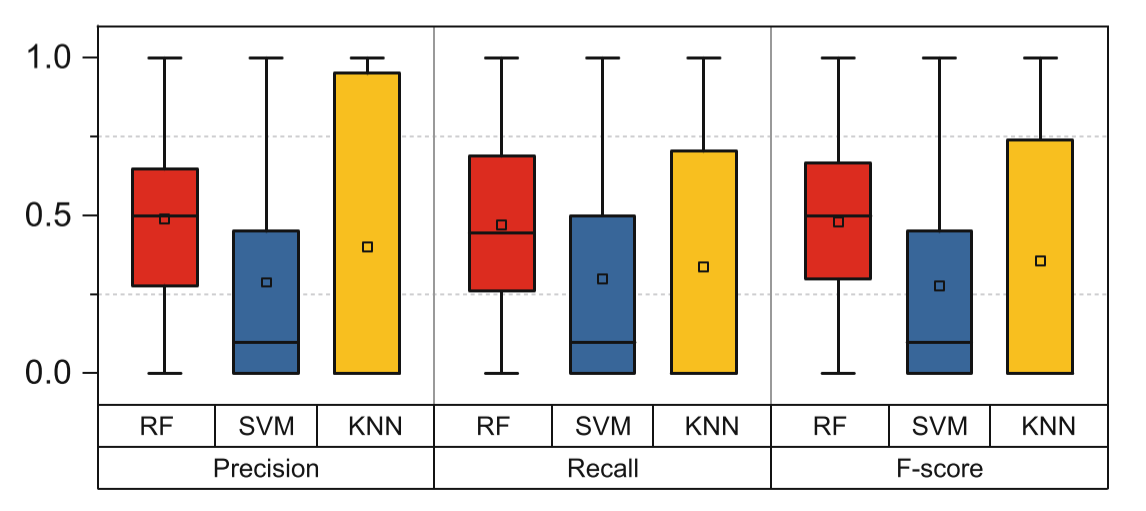 1.0
0.5
0.0
RF SVM KNN RF SVM KNN RF SVM KNN
Precision Recall F-score